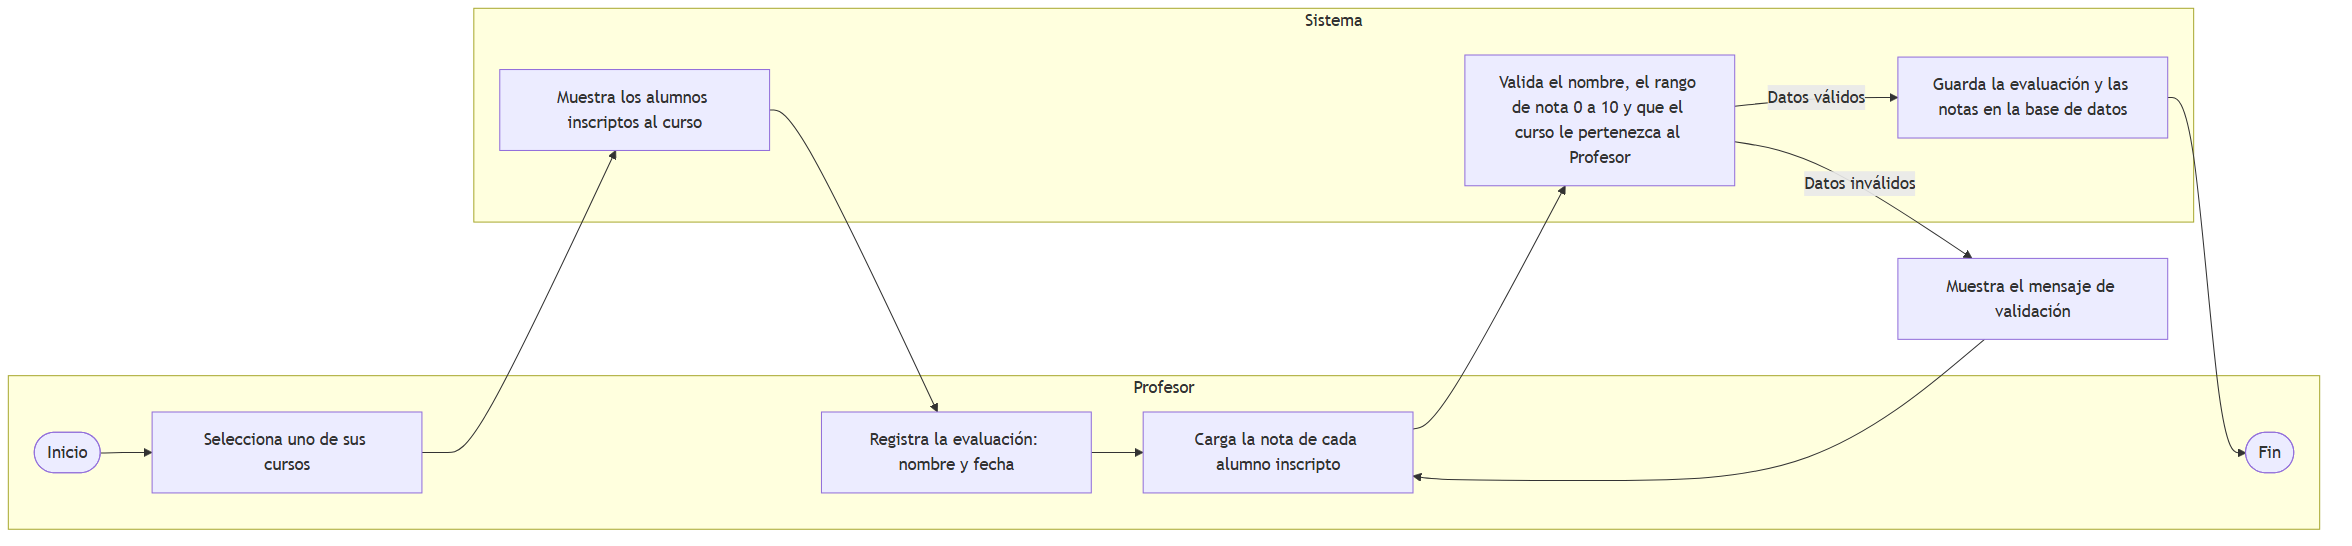 Sistema
Muestra los alumnos
inscriptos al curso
Valida el nombre, el rango
de nota 0 a 10 y que el
curso le pertenezca al
Profesor
Datos válidos
Guarda la evaluación y las
notas en la base de datos
Datos inválidos
Muestra el mensaje de
validación
Profesor
Inicio
Selecciona uno de sus
cursos
Registra la evaluación:
nombre y fecha
Carga la nota de cada
alumno inscripto
Fin